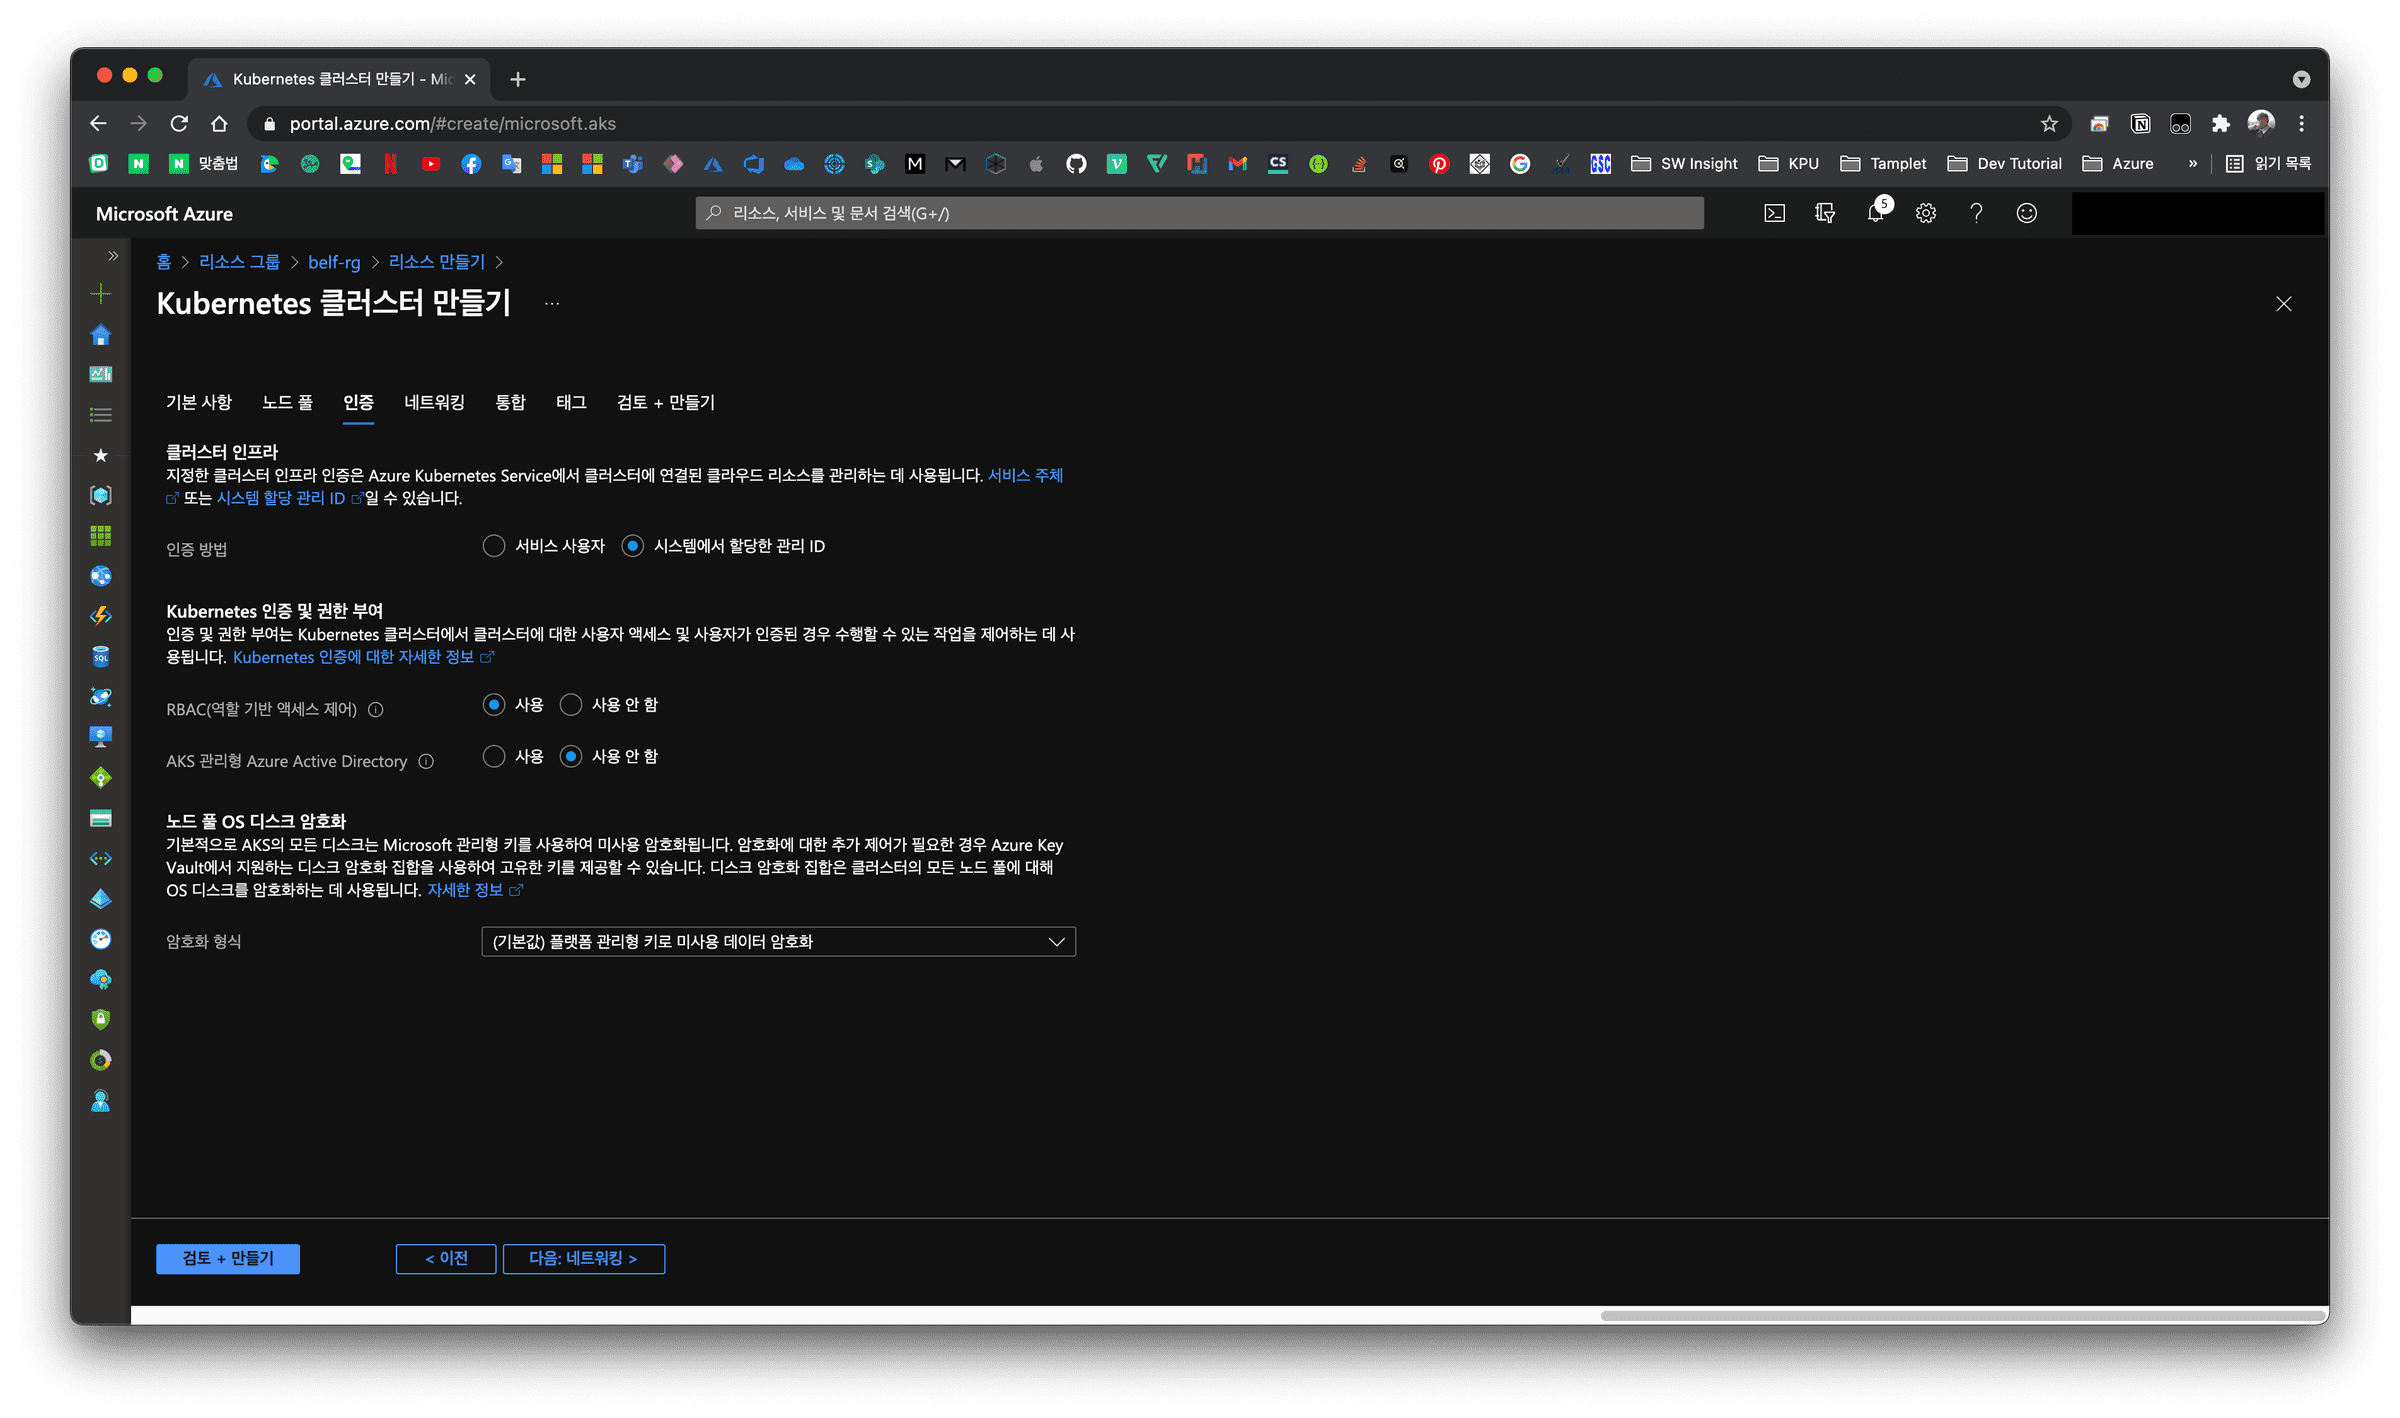 Kubernetes 클러스터 만들기 - Mic
portal.azure.com/#create/microsoft.aks
맞춤법
SW Insight
KPU
Tamplet
Dev Tutorial
Azure
»
읽기 목록
Microsoft Azure
리소스, 서비스 및 문서 검색(G+/)
5
홈 > 리소스 그룹 > belf-rg > 리소스 만들기 >
Kubernetes 클러스터 만들기 ...
기본 사항 노드 풀 인증 네트워킹 통합 태그 검토 + 만들기
클러스터 인프라
지정한 클러스터 인프라 인증은 Azure Kubernetes Service에서 클러스터에 연결된 클라우드 리소스를 관리하는 데 사용됩니다. 서비스 주체
또는 시스템 할당 관리 ID 일 수 있습니다.
인증 방법 서비스 사용자 시스템에서 할당한 관리 ID
Kubernetes 인증 및 권한 부여
인증 및 권한 부여는 Kubernetes 클러스터에서 클러스터에 대한 사용자 액세스 및 사용자가 인증된 경우 수행할 수 있는 작업을 제어하는 데 사
용됩니다. Kubernetes 인증에 대한 자세한 정보
RBAC(역할 기반 액세스 제어) 사용 사용 안 함
AKS 관리형 Azure Active Directory 사용 사용 안 함
노드 풀 OS 디스크 암호화
기본적으로 AKS의 모든 디스크는 Microsoft 관리형 키를 사용하여 미사용 암호화됩니다. 암호화에 대한 추가 제어가 필요한 경우 Azure Key
Vault에서 지원하는 디스크 암호화 집합을 사용하여 고유한 키를 제공할 수 있습니다. 디스크 암호화 집합은 클러스터의 모든 노드 풀에 대해
OS 디스크를 암호화하는 데 사용됩니다. 자세한 정보
암호화 형식 (기본값) 플랫폼 관리형 키로 미사용 데이터 암호화
검토 + 만들기
< 이전
다음: 네트워킹 >